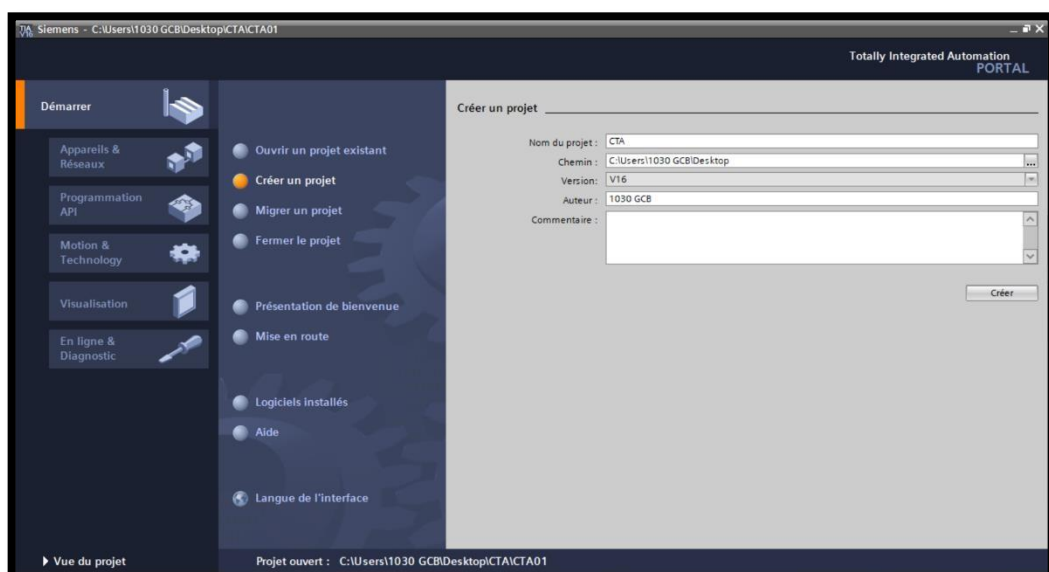 Siemens - C:\Users\1030 GCB\Desktop\CTA\CTA01
Totally Integrated Automation
PORTAL
Démarrer
Appareils &
Réseaux
Programmation
API
Motion &
Technology
Visualisation
En ligne &
Diagnostic
Ouvrir un projet existant
Créer un projet
Migrer un projet
Fermer le projet
Présentation de bienvenue
Mise en route
Logiciels installés
Aide
Langue de l'interface
Créer un projet
Nom du projet : CTA
Chemin : C:\Users\1030 GCB\Desktop ...
Version: V16
Auteur : 1030 GCB
Commentaire :
Créer
Vue du projet
Projet ouvert : C:\Users\1030 GCB\Desktop\CTA\CTA01